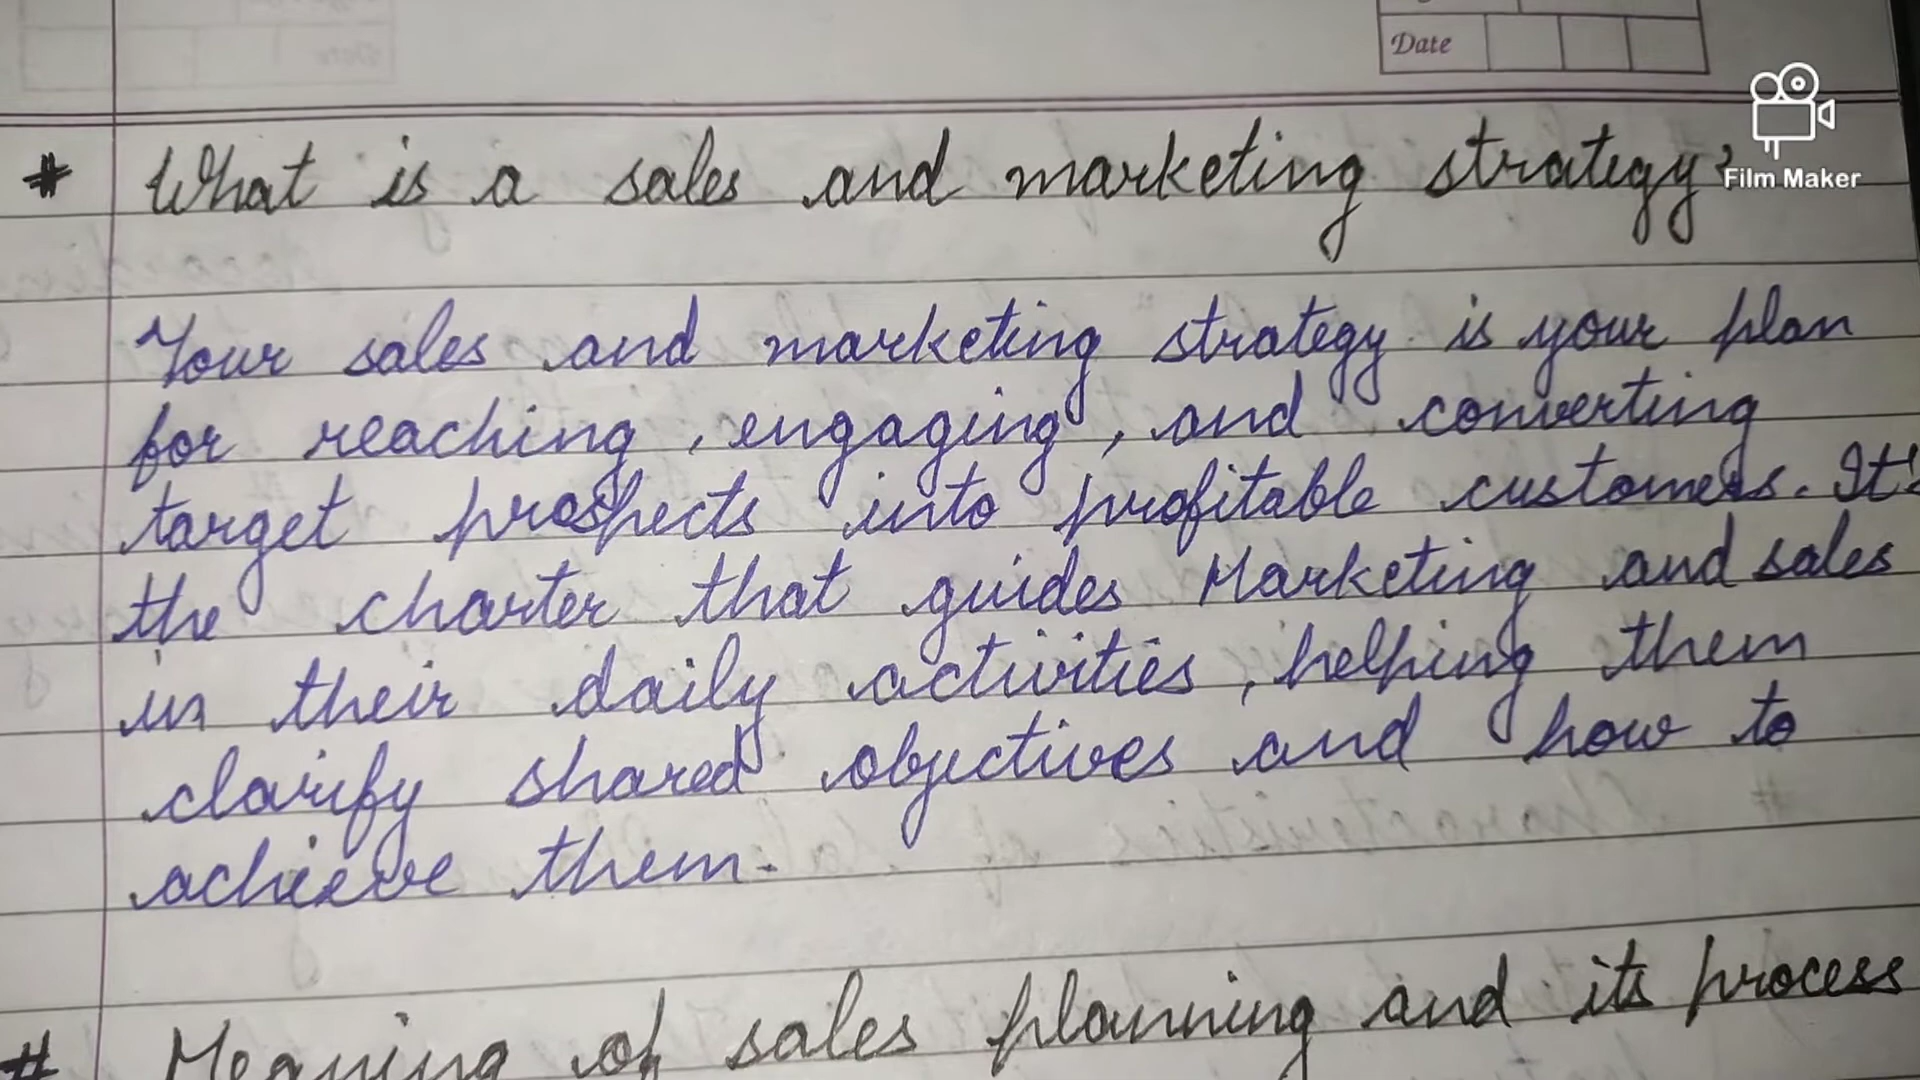 Date
Film Maker
# What is a sales and marketing strategy?
Your sales and marketing strategy is your plan
for reaching, engaging, and converting
target prospects into profitable customers. It's
the charter that guides Marketing and sales
in their daily activities, helping them
clarify shared objectives and how to
achieve them.
# Meaning of sales planning and its process